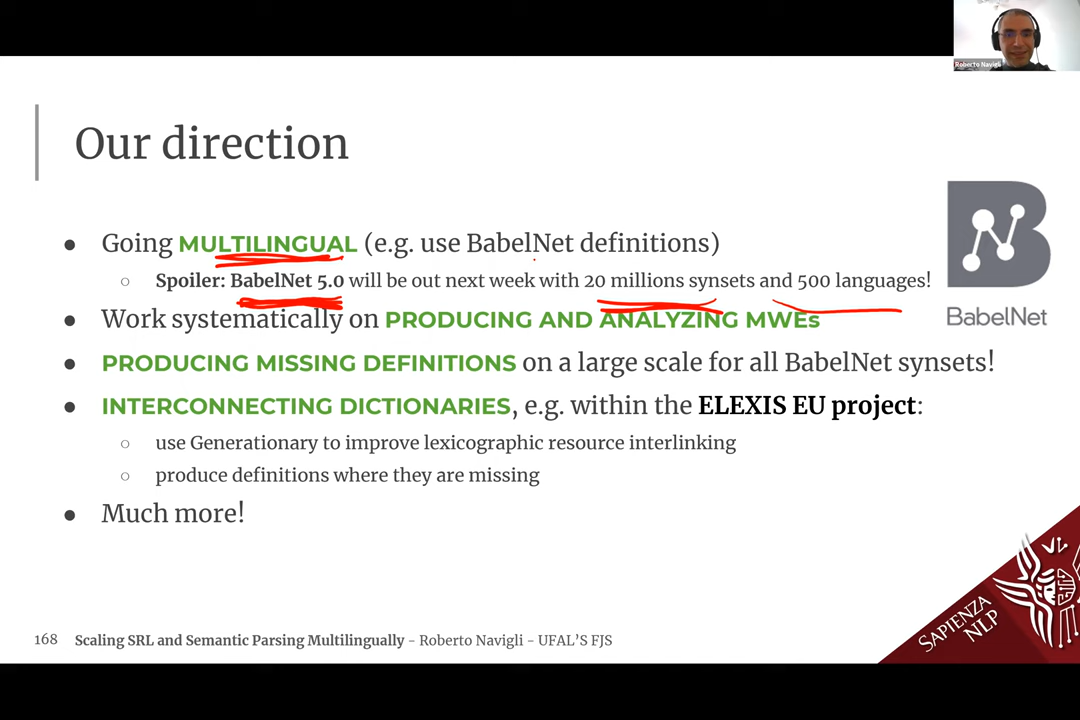 Roberto Navigli
Our direction
● Going MULTILINGUAL (e.g. use BabelNet definitions)
○ Spoiler: BabelNet 5.0 will be out next week with 20 millions synsets and 500 languages!
● Work systematically on PRODUCING AND ANALYZING MWEs
● PRODUCING MISSING DEFINITIONS on a large scale for all BabelNet synsets!
● INTERCONNECTING DICTIONARIES, e.g. within the ELEXIS EU project:
○ use Generationary to improve lexicographic resource interlinking
○ produce definitions where they are missing
● Much more!
BabelNet
168 Scaling SRL and Semantic Parsing Multilingually - Roberto Navigli - UFAL'S FJS
SAPIENZA
NLP